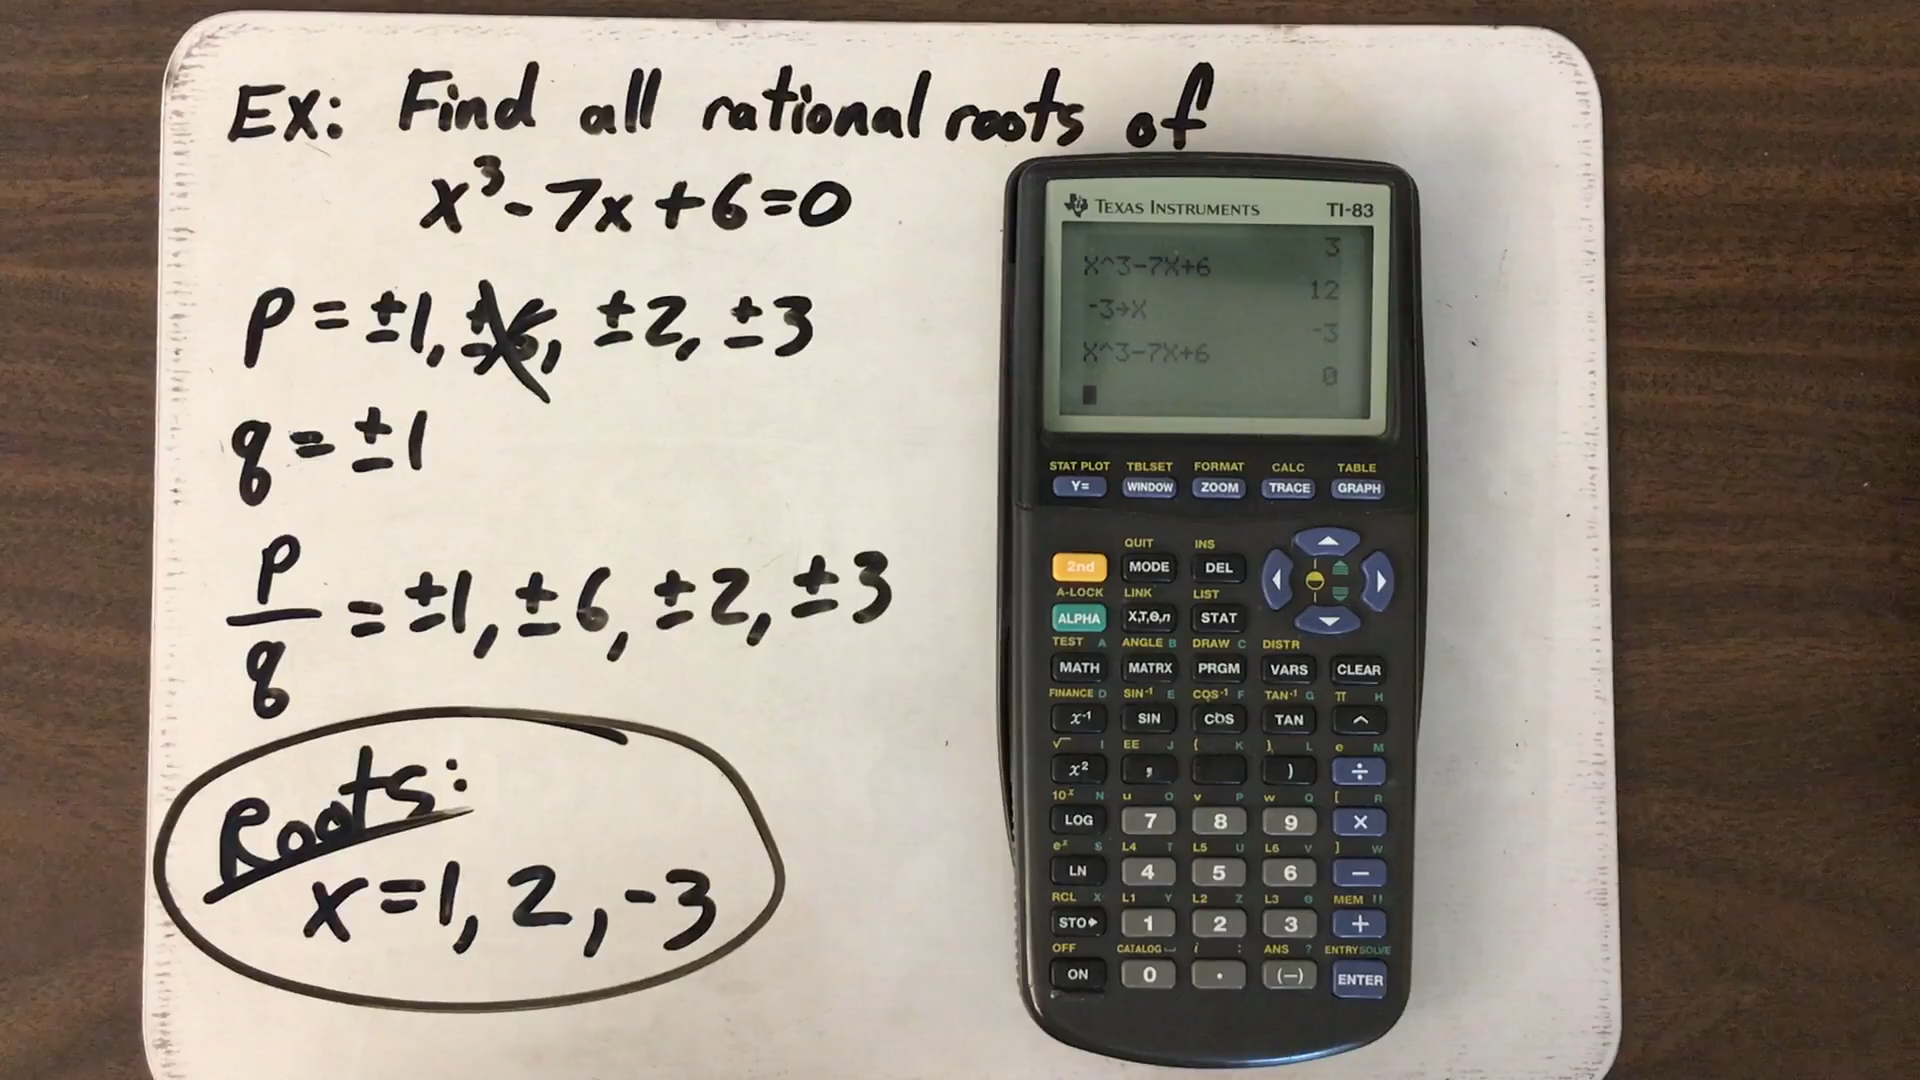 Ex: Find all rational roots of
x³-7x+6=0
p = ±1, ±6, ±2, ±3
q = ±1
p/q = ±1, ±6, ±2, ±3
Roots:
x=1, 2, -3
TEXAS INSTRUMENTS TI-83
3
X^3-7X+6
12
-3→X
-3
X^3-7X+6
0
STAT PLOT TBLSET FORMAT CALC TABLE
Y= WINDOW ZOOM TRACE GRAPH
QUIT INS
2nd MODE DEL
A-LOCK LINK LIST
ALPHA X,T,θ,n STAT
TEST A ANGLE B DRAW C DISTR
MATH MATRX PRGM VARS CLEAR
FINANCE D SIN⁻¹ E COS⁻¹ F TAN⁻¹ G π H
x⁻¹ SIN COS TAN ^
√ I EE J { K } L e M
x² , ) ÷
10ˣ N u O v P w Q [ R
LOG 7 8 9 ×
eˣ S L4 T L5 U L6 V ] W
LN 4 5 6 −
RCL X L1 Y L2 Z L3 θ MEM "
STO▶ 1 2 3 +
OFF CATALOG i : ANS ? ENTRY SOLVE
ON 0 . (−) ENTER